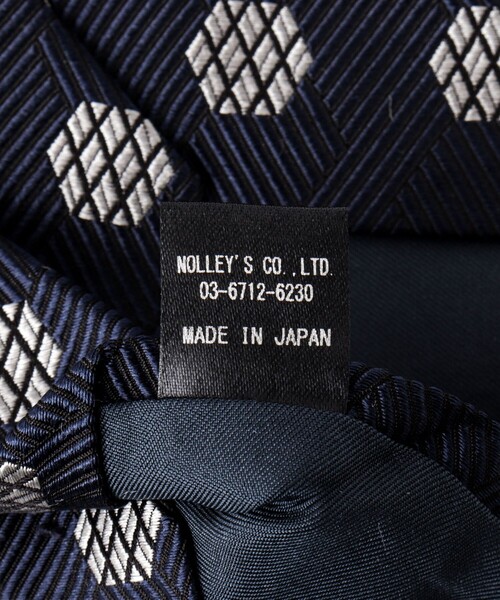 NOLLEY'S CO.,LTD.
03-6712-6230
MADE IN JAPAN